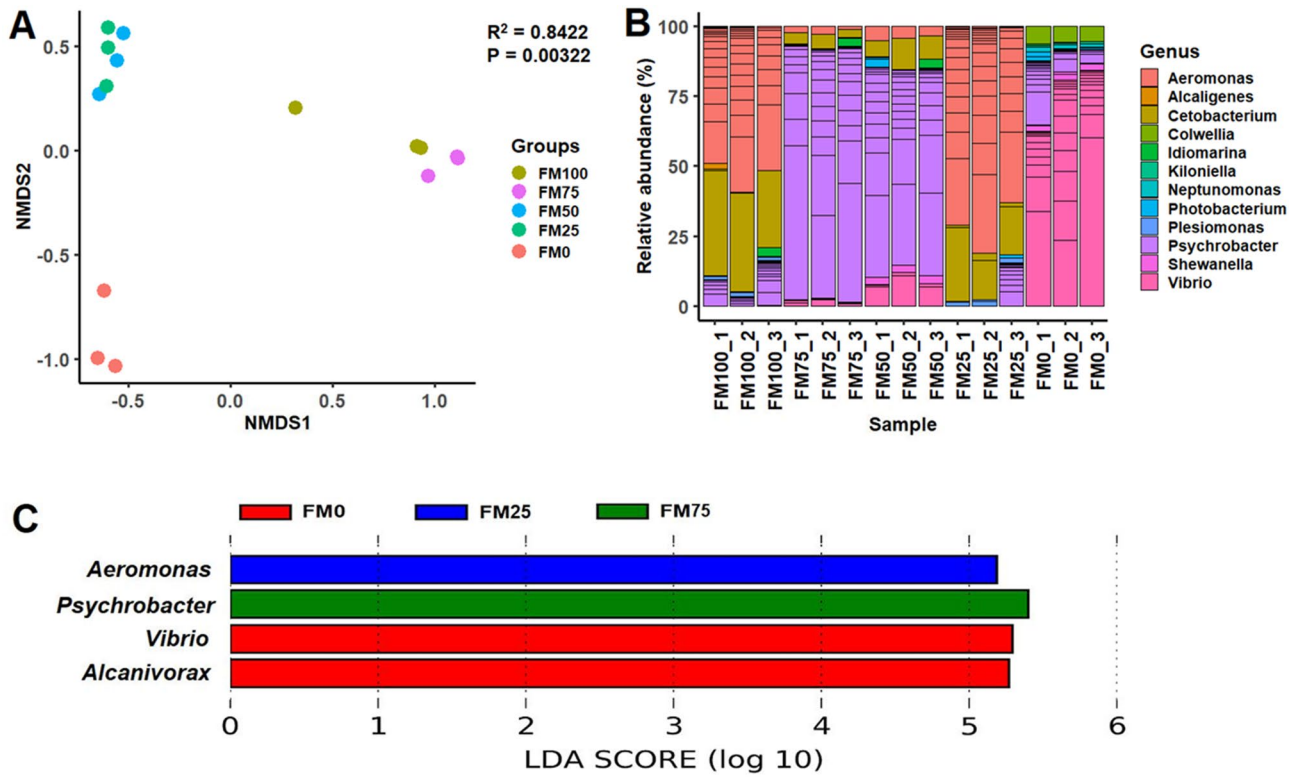 A
R² = 0.8422
P = 0.00322
NMDS2
0.5
0.0
-0.5
-1.0
-0.5
0.0
0.5
1.0
NMDS1
Groups
FM100
FM75
FM50
FM25
FM0
B
Relative abundance (%)
100
75
50
25
0
FM100_1
FM100_2
FM100_3
FM75_1
FM75_2
FM75_3
FM50_1
FM50_2
FM50_3
FM25_1
FM25_2
FM25_3
FM0_1
FM0_2
FM0_3
Sample
Genus
Aeromonas
Alcaligenes
Cetobacterium
Colwellia
Idiomarina
Kiloniella
Neptunomonas
Photobacterium
Plesiomonas
Psychrobacter
Shewanella
Vibrio
C
FM0 FM25 FM75
Aeromonas
Psychrobacter
Vibrio
Alcanivorax
0 1 2 3 4 5 6
LDA SCORE (log 10)